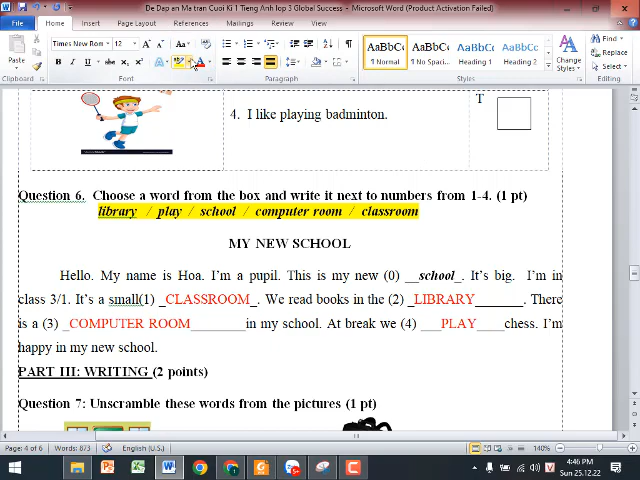 De Dap an Ma tran Cuoi Ki 1 Tieng Anh lop 3 Global Success - Microsoft Word (Product Activation Failed)
File Home Insert Page Layout References Mailings Review View
Times New Rom 12 Aa
AaBbCc AaBbCc AaBbCc AaBbCc
Paste
¶ Normal ¶ No Spaci... Heading 1 Heading 2
Change Styles
Find
Replace
Select
Clipboard Font Paragraph Styles Editing
4. I like playing badminton.
T
Question 6. Choose a word from the box and write it next to numbers from 1-4. (1 pt)
library / play / school / computer room / classroom
MY NEW SCHOOL
Hello. My name is Hoa. I'm a pupil. This is my new (0) __school_. It's big. I'm in
class 3/1. It's a small(1) _CLASSROOM_. We read books in the (2) _LIBRARY_______. There
is a (3) _COMPUTER ROOM________in my school. At break we (4) ___PLAY____chess. I'm
happy in my new school.
PART III: WRITING (2 points)
Question 7: Unscramble these words from the pictures (1 pt)
Page: 4 of 6 Words: 873 English (U.S.) 140%
4:46 PM
Sun 25.12.22